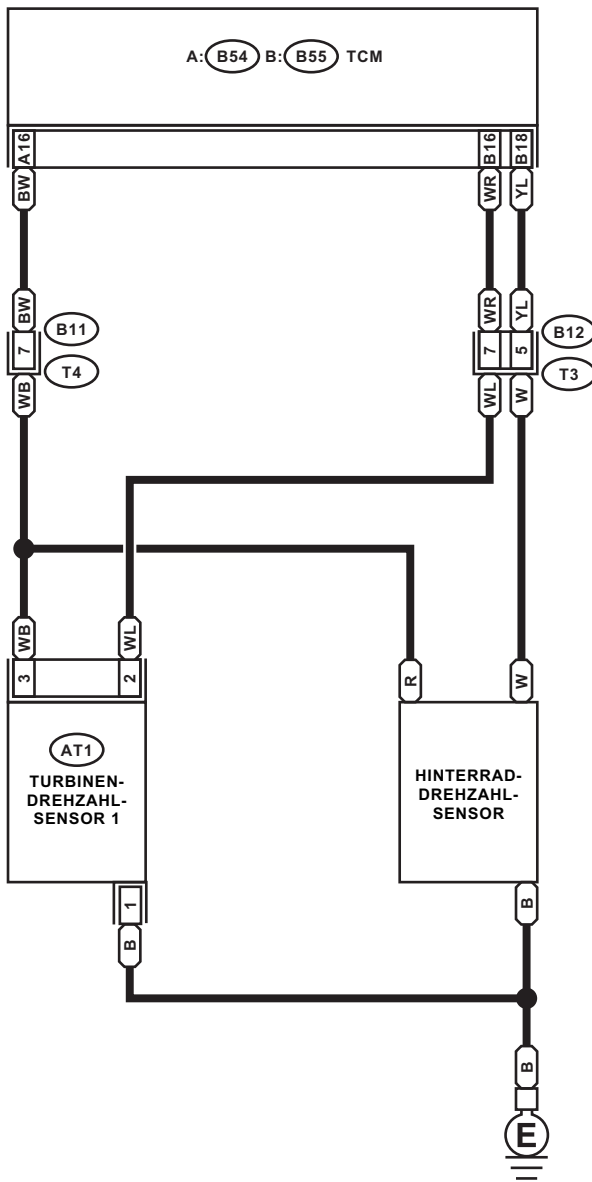 A: B54 B: B55 TCM
A16 B16 B18
BW WR YL
BW WR YL
B11 B12
7 7 5
T4 T3
WB WL W
WB WL
R W
3 2
AT1
TURBINEN-
DREHZAHL-
SENSOR 1
HINTERRAD-
DREHZAHL-
SENSOR
1 B
B
B
E